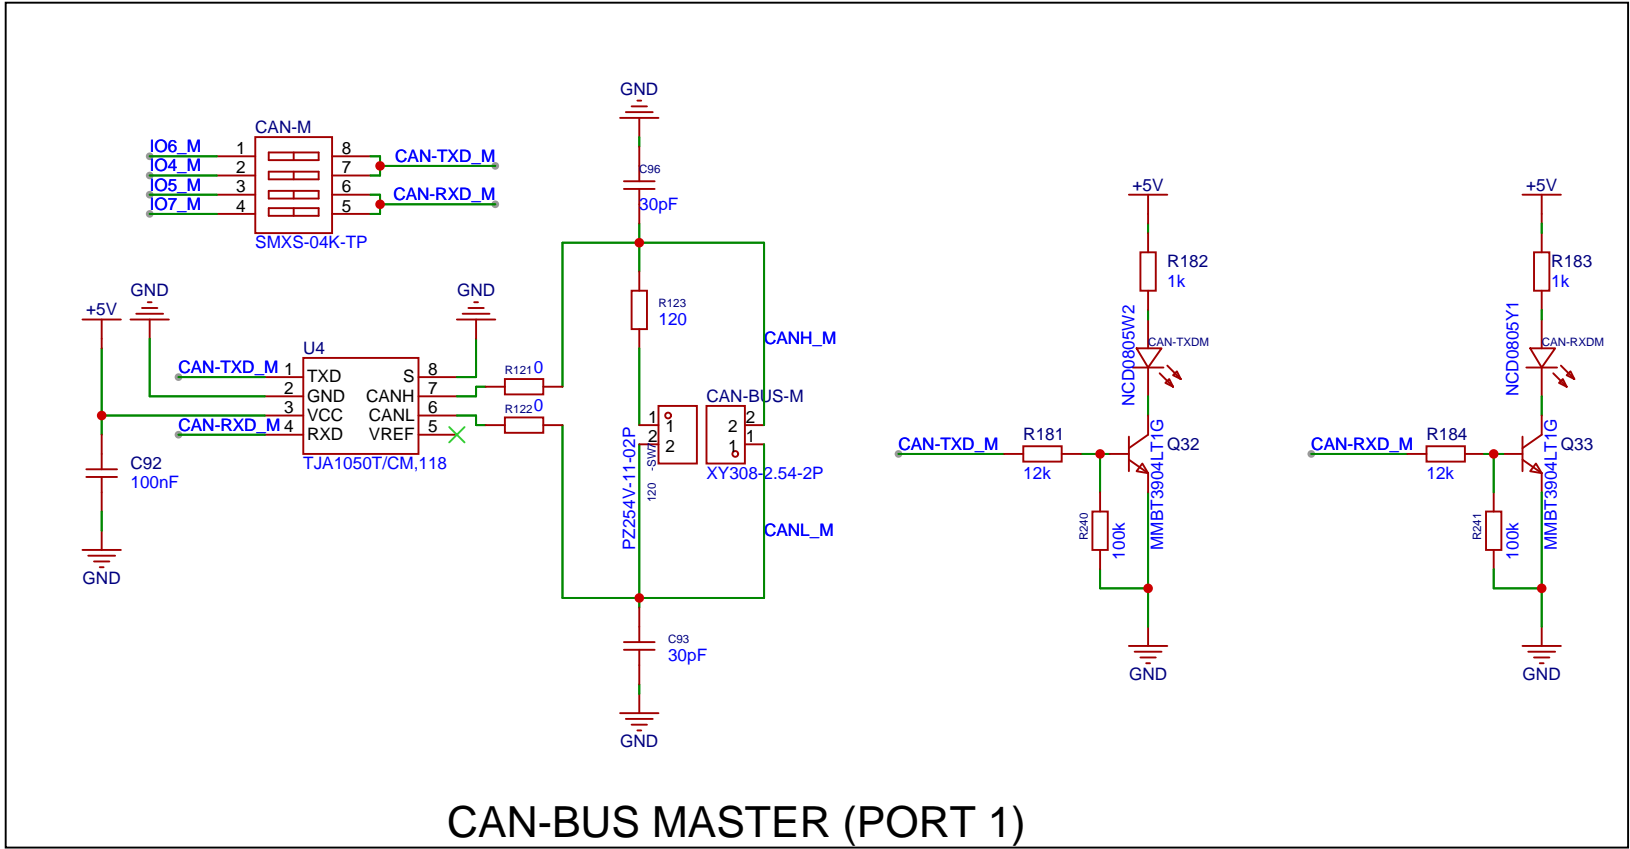 CAN-M
IO6_M
IO4_M
IO5_M
IO7_M
1
2
3
4
8
7
6
5
CAN-TXD_M
CAN-RXD_M
SMXS-04K-TP
+5V
GND
GND
U4
CAN-TXD_M
CAN-RXD_M
1
2
3
4
TXD
GND
VCC
RXD
S
CANH
CANL
VREF
8
7
6
5
TJA1050T/CM,118
C92
100nF
GND
R121
0
R122
0
GND
C96
30pF
R123
120
CANH_M
CAN-BUS-M
1
2
1
2
2
1
2
1
XY308-2.54-2P
PZ254V-11-02P
120 -SW7
CANL_M
C93
30pF
GND
+5V
R182
1k
NCD0805W2
CAN-TXDM
CAN-TXD_M
R181
12k
Q32
MMBT3904LT1G
R240
100k
GND
+5V
R183
1k
NCD0805Y1
CAN-RXDM
CAN-RXD_M
R184
12k
Q33
MMBT3904LT1G
R241
100k
GND
CAN-BUS MASTER (PORT 1)